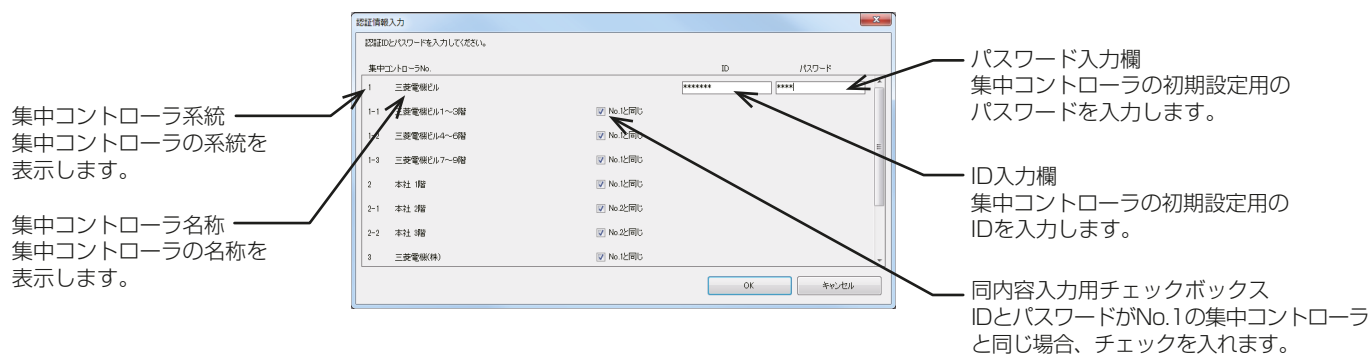 認証情報入力
認証IDとパスワードを入力してください。
集中コントローラNo. ID パスワード
1 三菱電機ビル ******* ****
1-1 三菱電機ビル1～3階 No.1と同じ
1-2 三菱電機ビル4～6階 No.1と同じ
1-3 三菱電機ビル7～9階 No.1と同じ
2 本社 1階 No.1と同じ
2-1 本社 2階 No.2と同じ
2-2 本社 3階 No.2と同じ
3 三菱電機(株) No.1と同じ
OK キャンセル
集中コントローラ系統
集中コントローラの系統を
表示します。
集中コントローラ名称
集中コントローラの名称を
表示します。
パスワード入力欄
集中コントローラの初期設定用の
パスワードを入力します。
ID入力欄
集中コントローラの初期設定用の
IDを入力します。
同内容入力用チェックボックス
IDとパスワードがNo.1の集中コントローラ
と同じ場合、チェックを入れます。